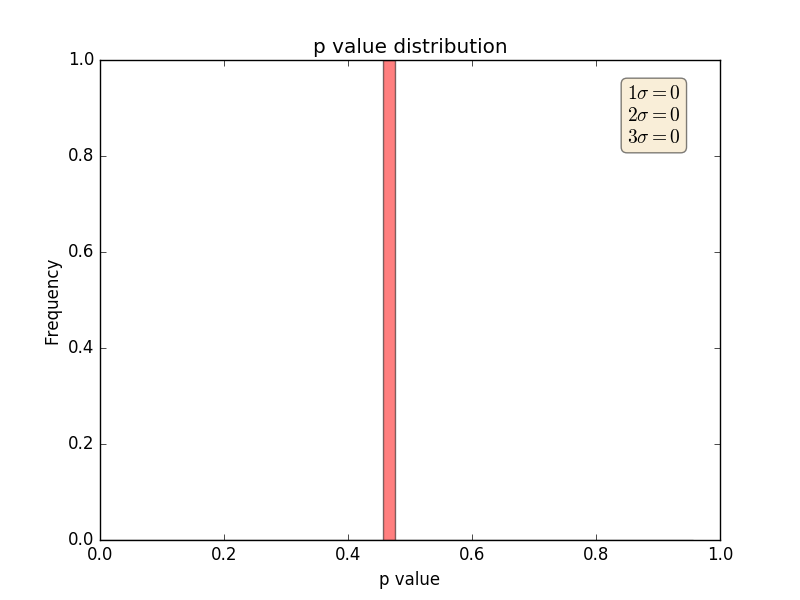 p value distribution
1.0
0.8
0.6
0.4
0.2
0.0
Frequency
1σ = 0
2σ = 0
3σ = 0
0.0 0.2 0.4 0.6 0.8 1.0
p value